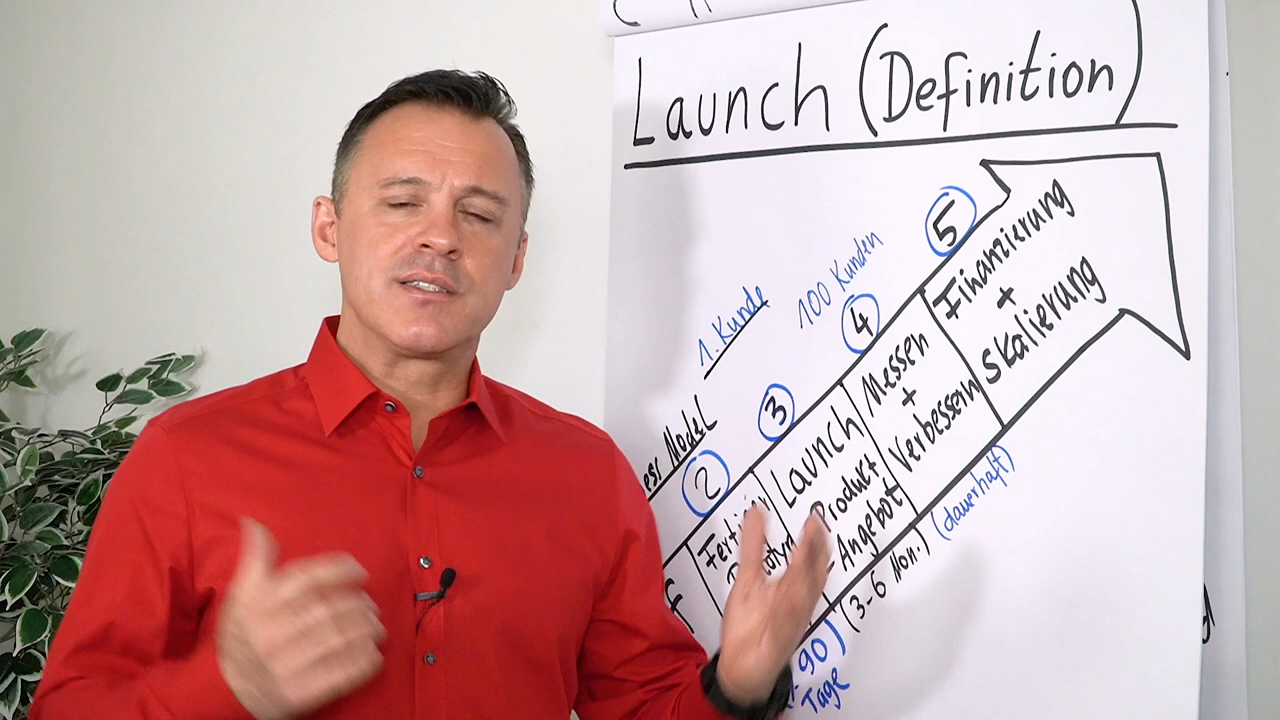 Launch (Definition)
5
Finanzierung
+
Skalierung
100 Kunden
4
Messen
+
Verbessern
(dauerhaft)
1. Kunde
3
Launch
Produkt
- Angebot
(3-6 Mon.)
Model
2
90)
Tage